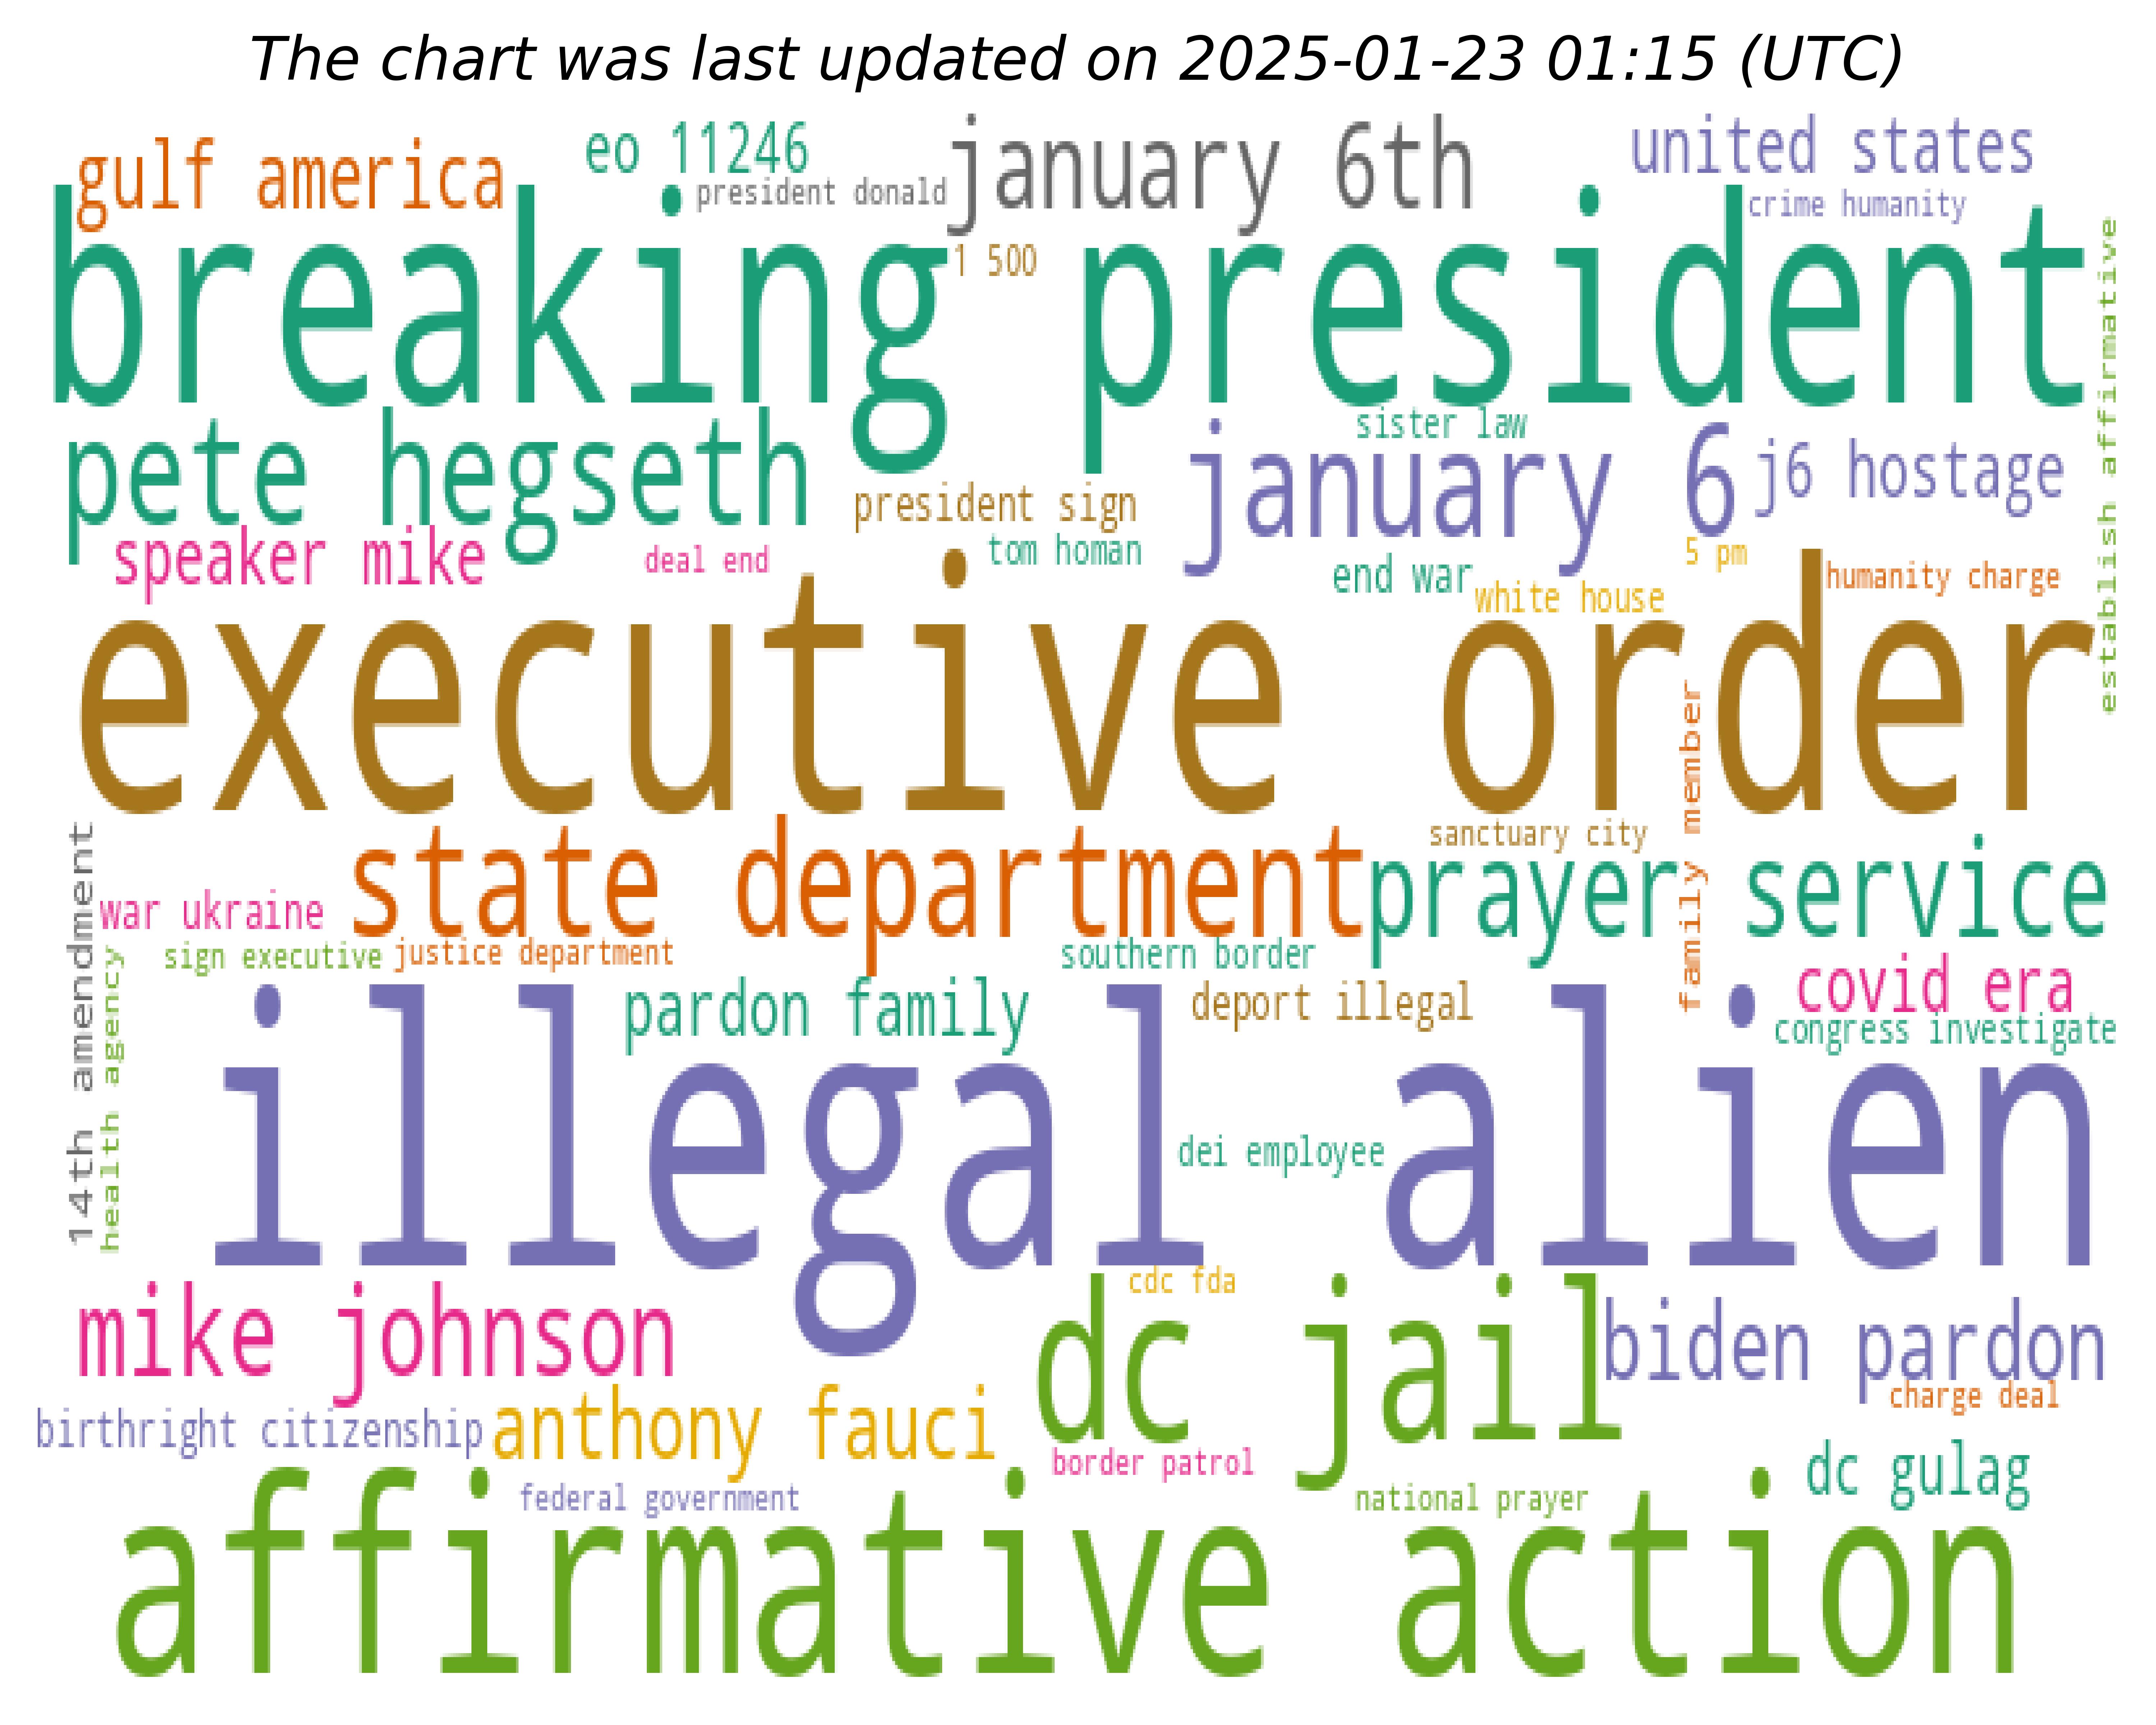 The chart was last updated on 2025-01-23 01:15 (UTC)
gulf america
eo 11246
january 6th
united states
president donald
crime humanity
breaking president
1 500
establish affirmative
pete hegseth
sister law
january 6
j6 hostage
president sign
speaker mike
deal end
tom homan
end war
5 pm
white house
humanity charge
executive order
family member
state department
sanctuary city
prayer service
14th amendment
war ukraine
health agency
sign executive
justice department
southern border
covid era
pardon family
deport illegal
congress investigate
illegal alien
dei employee
cdc fda
mike johnson
dc jail
biden pardon
charge deal
birthright citizenship
anthony fauci
border patrol
dc gulag
federal government
national prayer
affirmative action